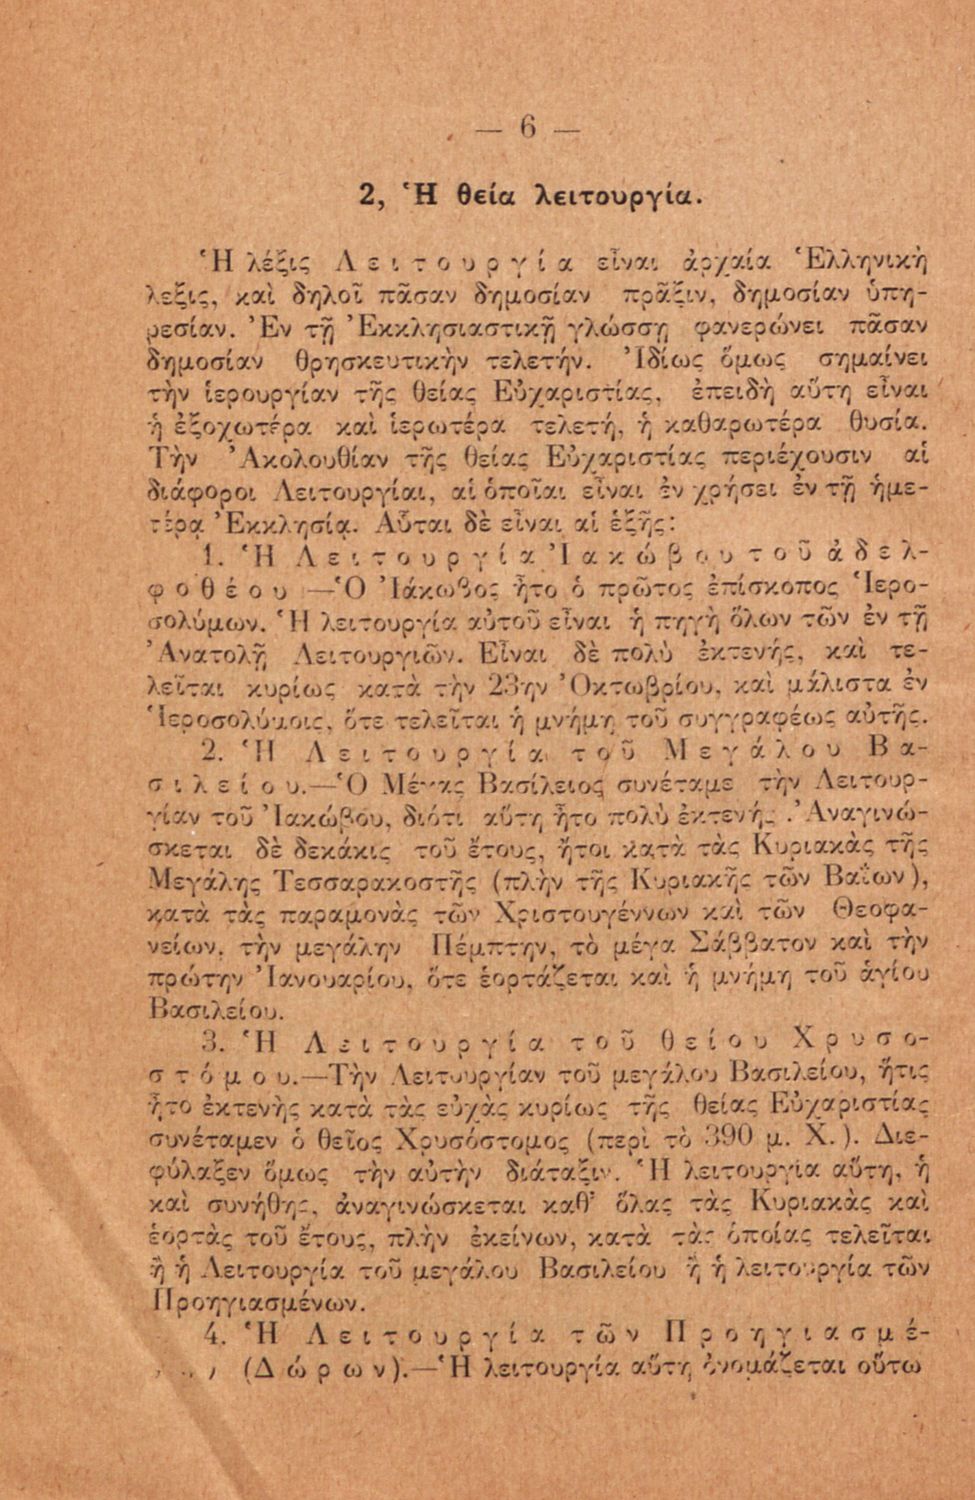 — 6 —
2, Ἡ θεία λειτουργία.
Ἡ λέξις Λειτουργία εἶναι ἀρχαία Ἑλληνικὴ
λεξις, καὶ δηλοῖ πᾶσαν δημοσίαν πρᾶξιν, δημοσίαν ὑπη-
ρεσίαν. Ἐν τῇ Ἐκκλησιαστικῇ γλώσσῃ φανερώνει πᾶσαν
δημοσίαν θρησκευτικὴν τελετήν. Ἰδίως ὅμως σημαίνει
τὴν ἱερουργίαν τῆς θείας Εὐχαριστίας, ἐπειδὴ αὕτη εἶναι
ἡ ἐξοχωτέρα καὶ ἱερωτέρα τελετή, ἡ καθαρωτέρα θυσία.
Τὴν Ἀκολουθίαν τῆς θείας Εὐχαριστίας περιέχουσιν αἱ
διάφοροι Λειτουργίαι, αἱ ὁποῖαι εἶναι ἐν χρήσει ἐν τῇ ἡμε-
τέρᾳ Ἐκκλησίᾳ. Αὗται δὲ εἶναι αἱ ἑξῆς:
1. Ἡ Λειτουργία Ἰακώβου τοῦ ἀδελ-
φοθέου —Ὁ Ἰάκωβος ἦτο ὁ πρῶτος ἐπίσκοπος Ἱερο-
σολύμων. Ἡ λειτουργία αὐτοῦ εἶναι ἡ πηγὴ ὅλων τῶν ἐν τῇ
Ἀνατολῇ Λειτουργιῶν. Εἶναι δὲ πολὺ ἐκτενής, καὶ τε-
λεῖται κυρίως κατὰ τὴν 23ην Ὀκτωβρίου, καὶ μάλιστα ἐν
Ἱεροσολύμοις, ὅτε τελεῖται ἡ μνήμη τοῦ συγγραφέως αὐτῆς.
2. Ἡ Λειτουργία τοῦ Μεγάλου Βα-
σιλείου.—Ὁ Μέγας Βασίλειος συνέταμε τὴν Λειτουρ-
γίαν τοῦ Ἰακώβου, διότι αὕτη ἦτο πολὺ ἐκτενής. Ἀναγινώ-
σκεται δὲ δεκάκις τοῦ ἔτους, ἤτοι κατὰ τὰς Κυριακὰς τῆς
Μεγάλης Τεσσαρακοστῆς (πλὴν τῆς Κυριακῆς τῶν Βαΐων),
κατὰ τὰς παραμονὰς τῶν Χριστουγέννων καὶ τῶν Θεοφα-
νείων, τὴν μεγάλην Πέμπτην, τὸ μέγα Σάββατον καὶ τὴν
πρώτην Ἰανουαρίου, ὅτε ἑορτάζεται καὶ ἡ μνήμη τοῦ ἁγίου
Βασιλείου.
3. Ἡ Λειτουργία τοῦ θείου Χρυσο-
στόμου.—Τὴν Λειτουργίαν τοῦ μεγάλου Βασιλείου, ἥτις
ἦτο ἐκτενὴς κατὰ τὰς εὐχὰς κυρίως τῆς θείας Εὐχαριστίας
συνέταμεν ὁ θεῖος Χρυσόστομος (περὶ τὸ 390 μ. Χ.). Διε-
φύλαξεν ὅμως τὴν αὐτὴν διάταξιν. Ἡ λειτουργία αὕτη, ἡ
καὶ συνήθης, ἀναγινώσκεται καθ’ ὅλας τὰς Κυριακὰς καὶ
ἑορτὰς τοῦ ἔτους, πλὴν ἐκείνων, κατὰ τὰς ὁποίας τελεῖται
ἢ ἡ Λειτουργία τοῦ μεγάλου Βασιλείου ἢ ἡ λειτουργία τῶν
Προηγιασμένων.
4. Ἡ Λειτουργία τῶν Προηγιασμέ-
(Δώρων).—Ἡ λειτουργία αὕτη ὀνομάζεται οὕτω